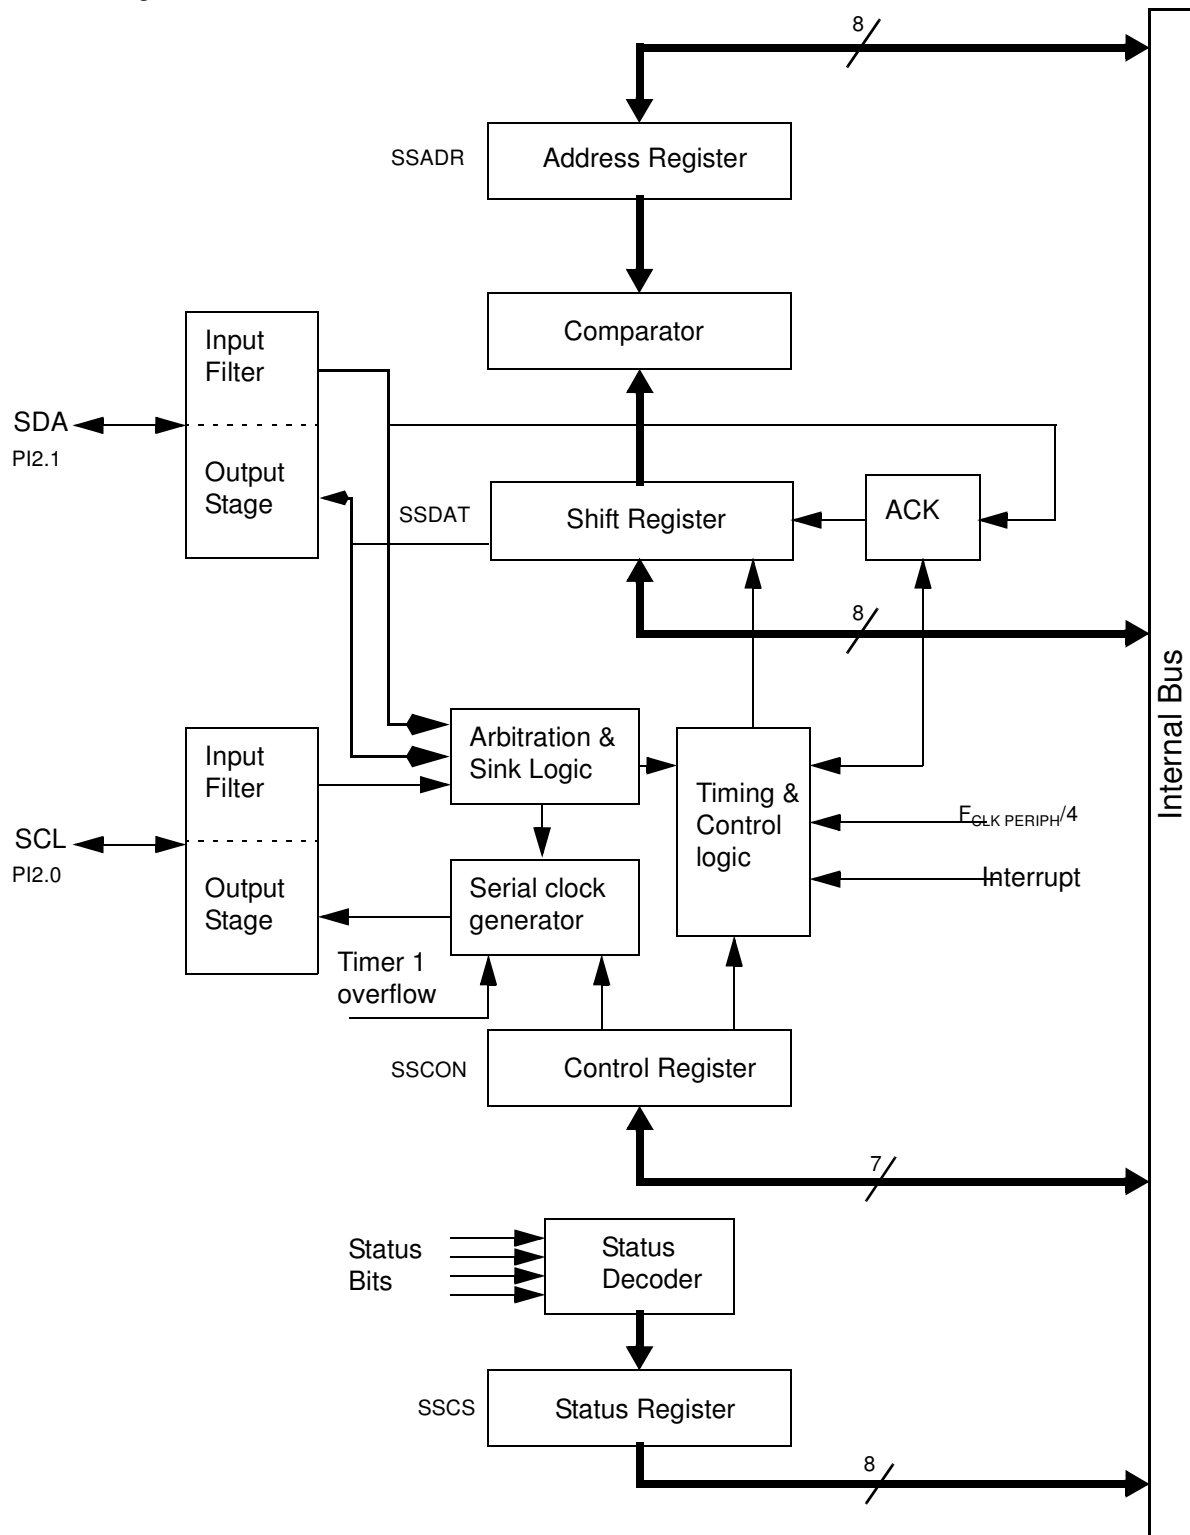 8
SSADR
Address Register
Comparator
Input
Filter
SDA
PI2.1
Output
Stage
SSDAT
Shift Register
ACK
8
Internal Bus
Input
Filter
Arbitration &
Sink Logic
Timing &
Control
logic
FCLK PERIPH/4
SCL
PI2.0
Output
Stage
Serial clock
generator
Interrupt
Timer 1
overflow
SSCON
Control Register
7
Status
Bits
Status
Decoder
SSCS
Status Register
8